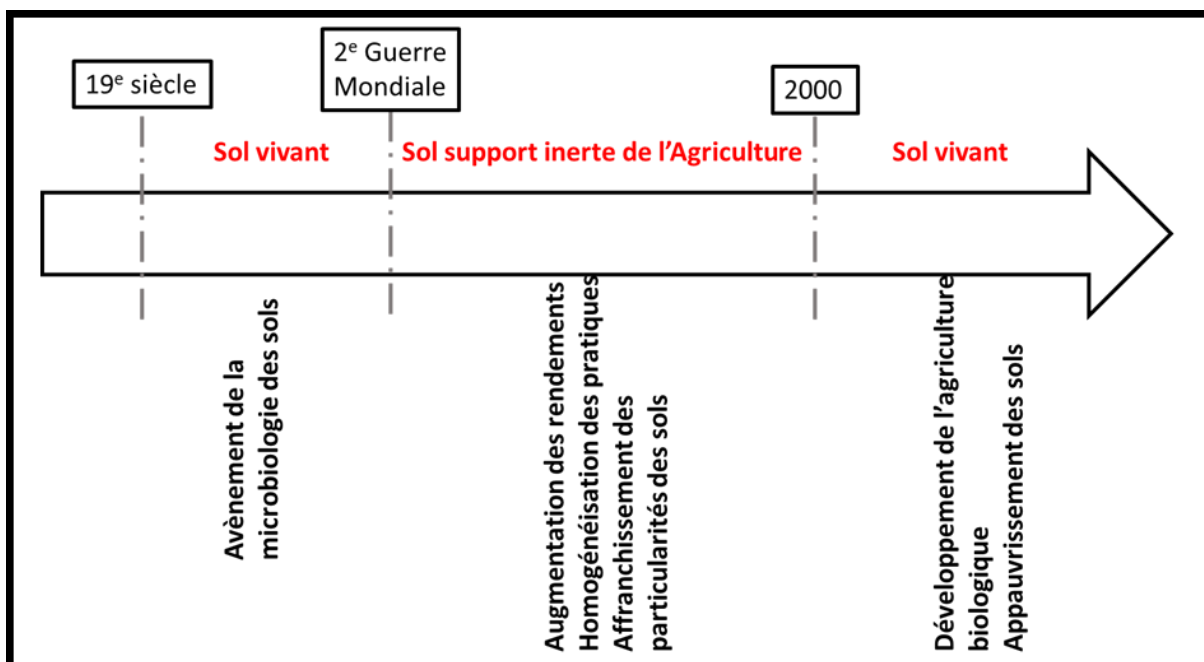 19e siècle
2e Guerre
Mondiale
2000
Sol vivant
Sol support inerte de l'Agriculture
Sol vivant
Avènement de la
microbiologie des sols
Augmentation des rendements
Homogénéisation des pratiques
Affranchissement des
particularités des sols
Développement de l'agriculture
biologique
Appauvrissement des sols